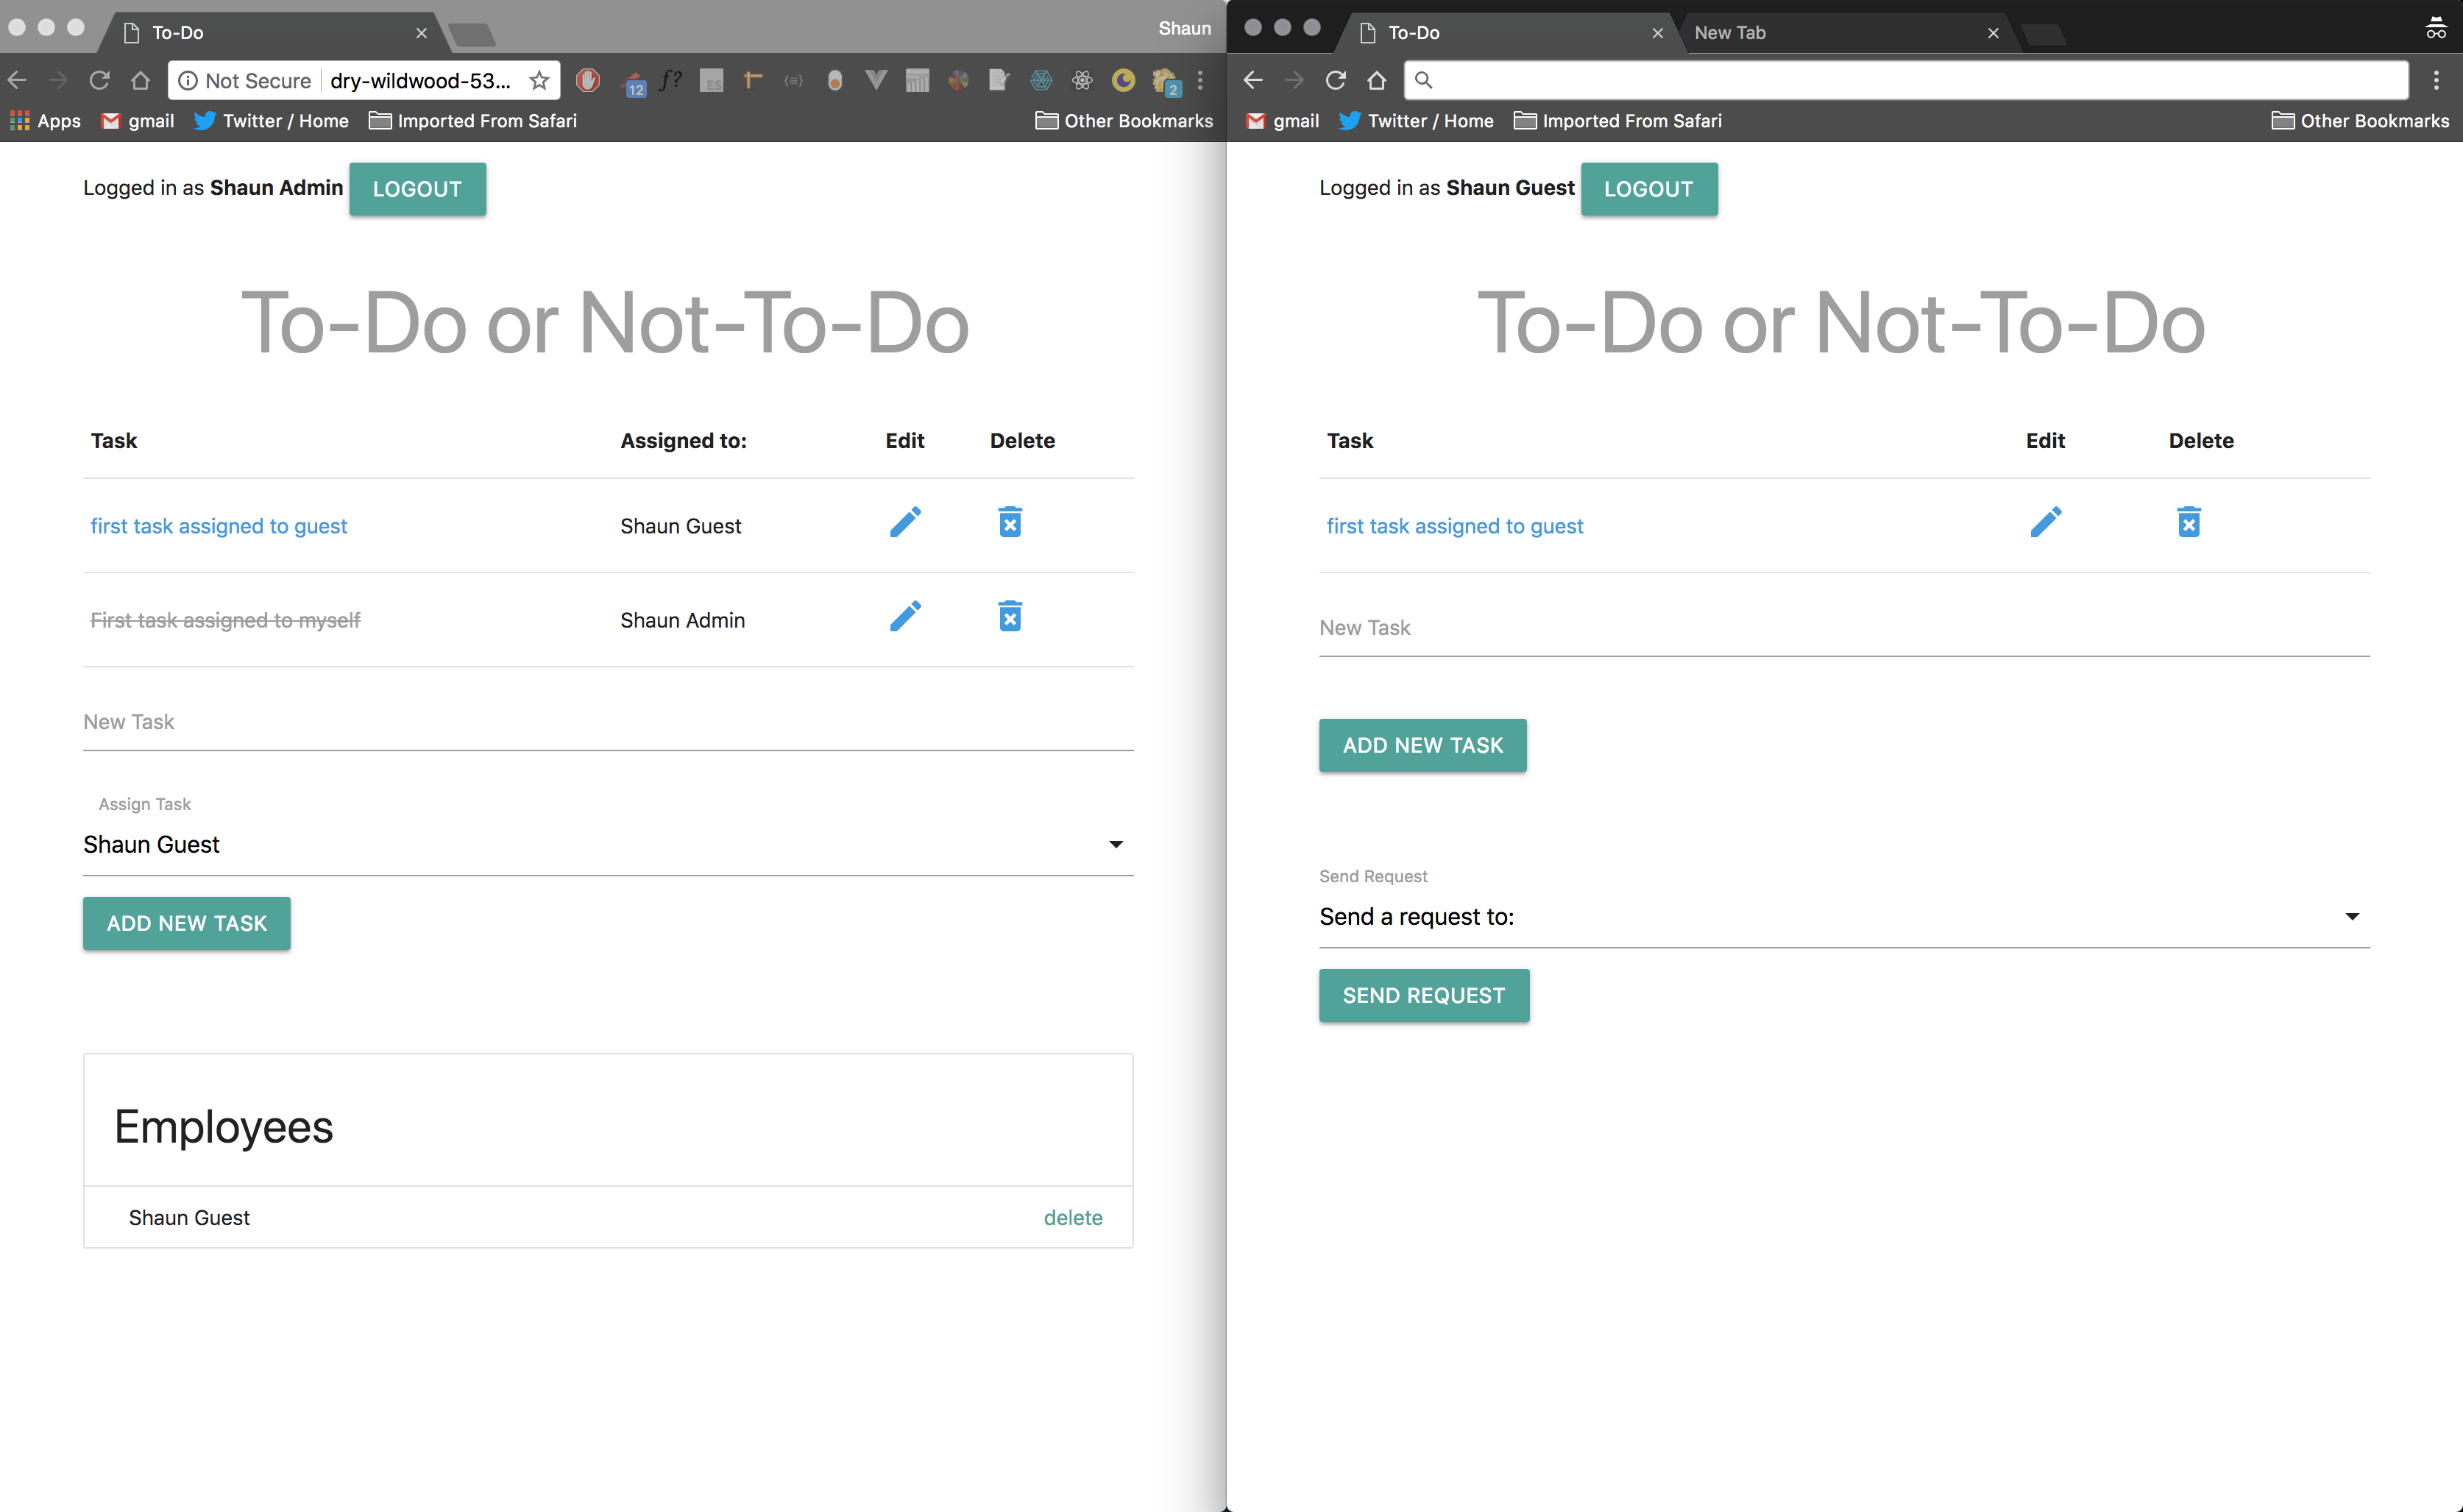 To-Do
Shaun
Not Secure dry-wildwood-53...
12
f?
ES
2
Apps gmail Twitter / Home Imported From Safari Other Bookmarks
Logged in as Shaun Admin LOGOUT
To-Do or Not-To-Do
Task Assigned to: Edit Delete
first task assigned to guest Shaun Guest
First task assigned to myself Shaun Admin
New Task
Assign Task
Shaun Guest
ADD NEW TASK
Employees
Shaun Guest delete
To-Do New Tab
gmail Twitter / Home Imported From Safari Other Bookmarks
Logged in as Shaun Guest LOGOUT
To-Do or Not-To-Do
Task Edit Delete
first task assigned to guest
New Task
ADD NEW TASK
Send Request
Send a request to:
SEND REQUEST